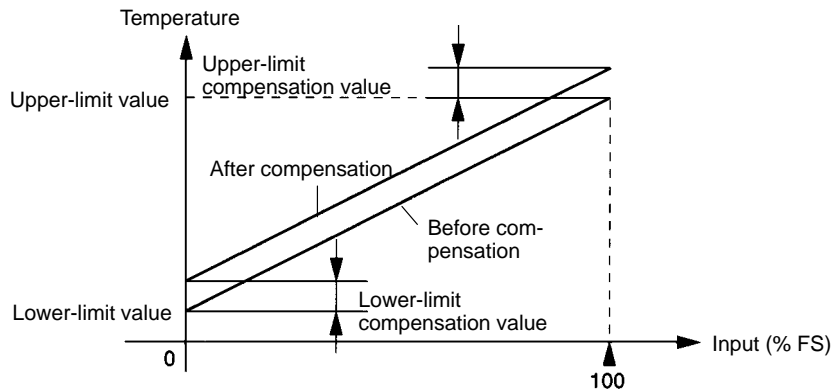 Temperature
Upper-limit
compensation value
Upper-limit value
After compensation
Before com-
pensation
Lower-limit value
Lower-limit
compensation value
0
100
Input (% FS)